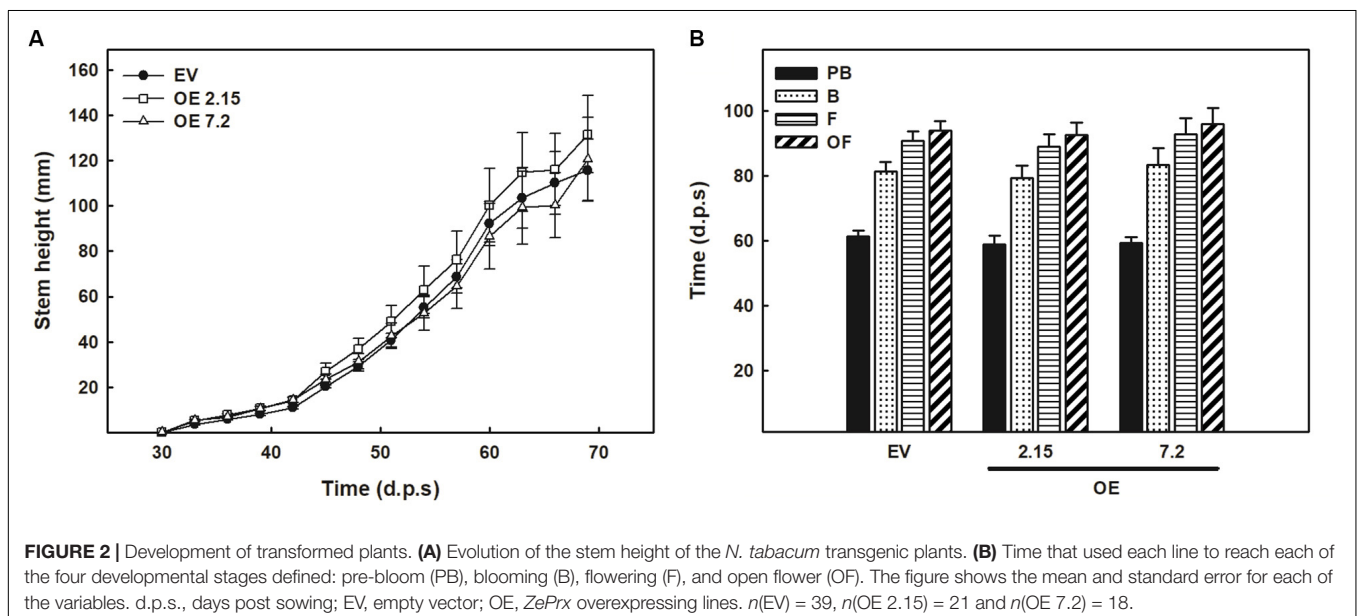 A
160
140
120
100
80
60
40
20
Stem height (mm)
EV
OE 2.15
OE 7.2
30 40 50 60 70
Time (d.p.s)
B
100
80
60
40
20
Time (d.p.s)
PB
B
F
OF
EV 2.15 7.2
OE
FIGURE 2 | Development of transformed plants. (A) Evolution of the stem height of the N. tabacum transgenic plants. (B) Time that used each line to reach each of
the four developmental stages defined: pre-bloom (PB), blooming (B), flowering (F), and open flower (OF). The figure shows the mean and standard error for each of
the variables. d.p.s., days post sowing; EV, empty vector; OE, ZePrx overexpressing lines. n(EV) = 39, n(OE 2.15) = 21 and n(OE 7.2) = 18.